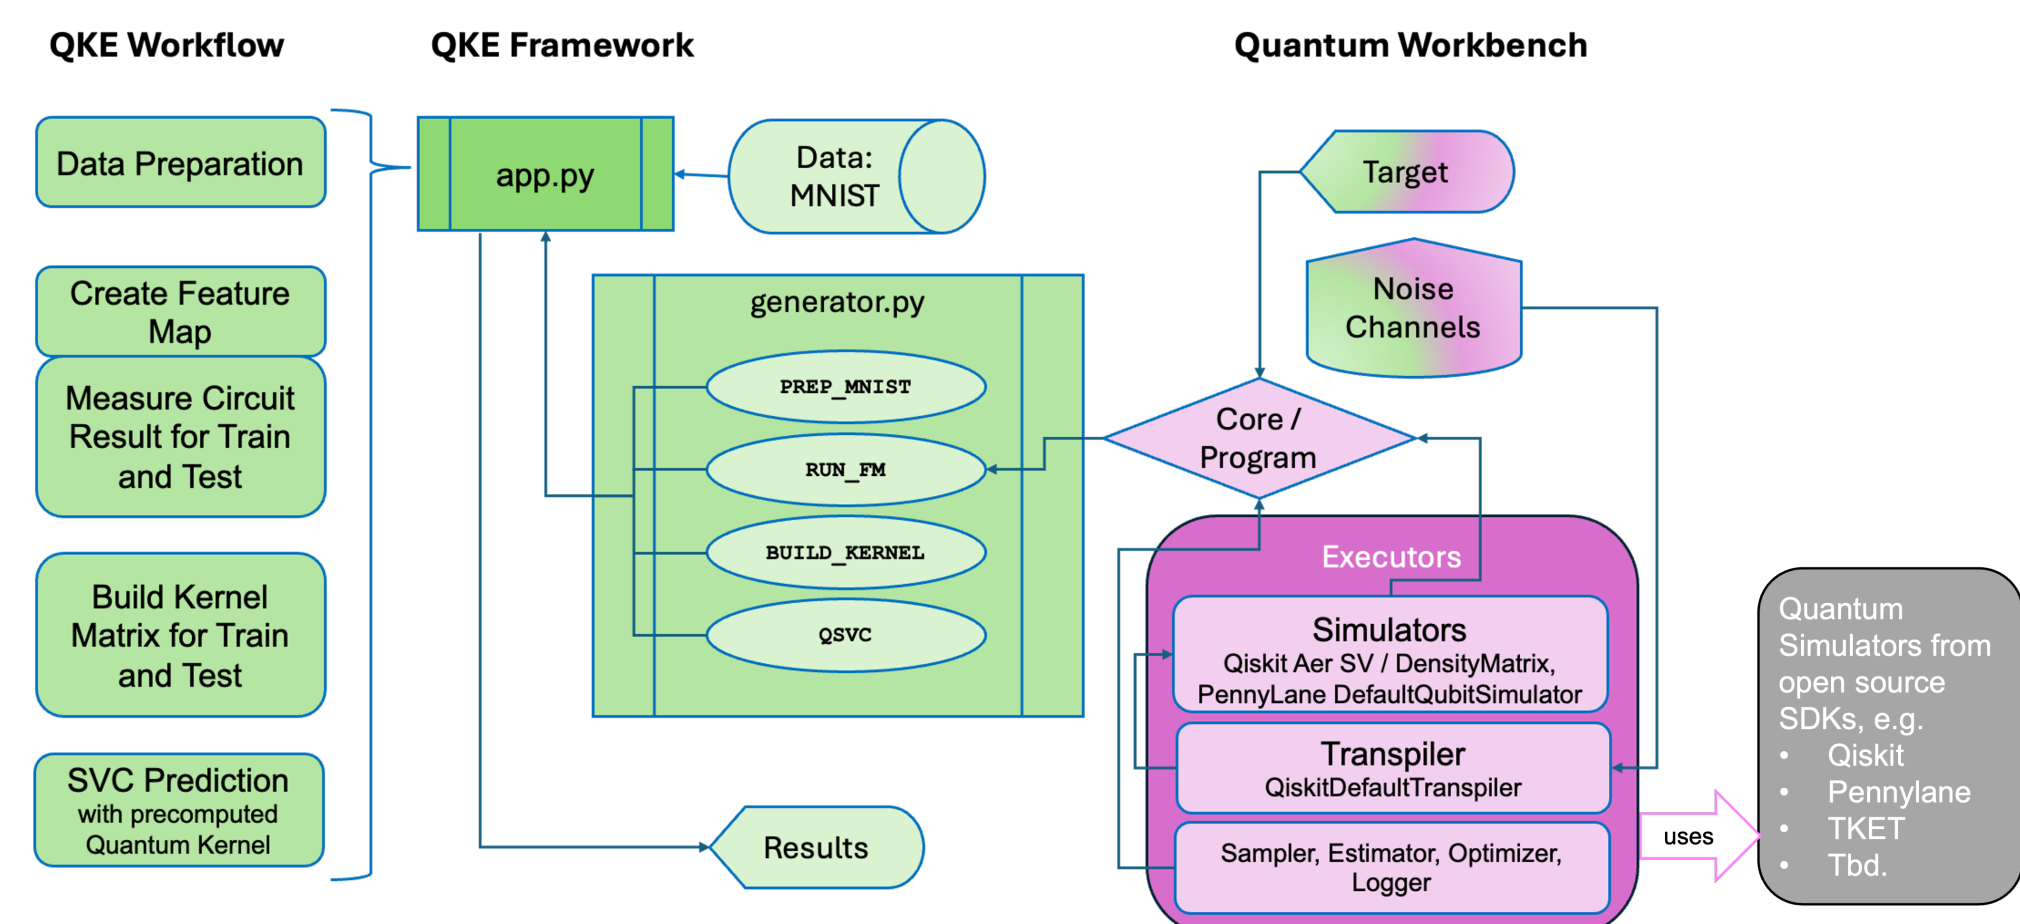 QKE Workflow
QKE Framework
Quantum Workbench
Data Preparation
Create Feature
Map
Measure Circuit
Result for Train
and Test
Build Kernel
Matrix for Train
and Test
SVC Prediction
with precomputed
Quantum Kernel
app.py
Data:
MNIST
generator.py
PREP_MNIST
RUN_FM
BUILD_KERNEL
QSVC
Results
Target
Noise
Channels
Core /
Program
Executors
Simulators
Qiskit Aer SV / DensityMatrix,
PennyLane DefaultQubitSimulator
Transpiler
QiskitDefaultTranspiler
Sampler, Estimator, Optimizer,
Logger
uses
Quantum
Simulators from
open source
SDKs, e.g.
• Qiskit
• Pennylane
• TKET
• Tbd.